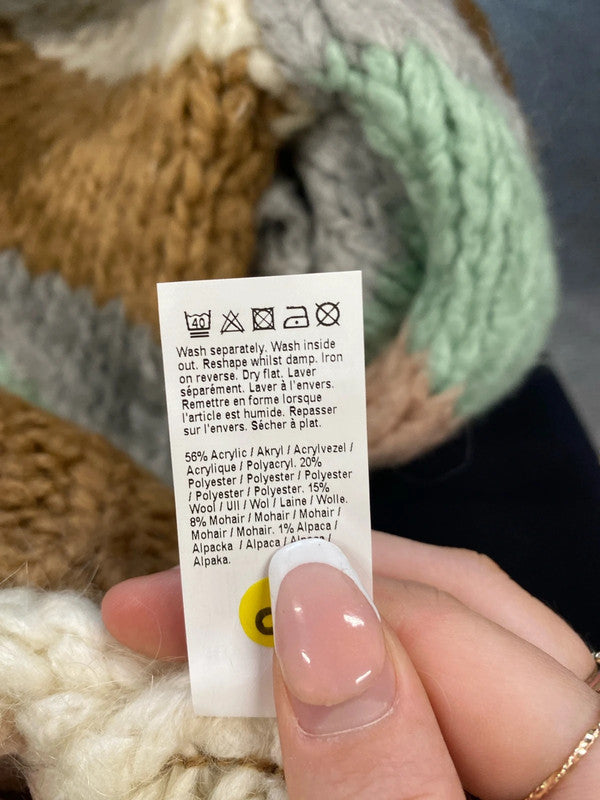 40
Wash separately. Wash inside
out. Reshape whilst damp. Iron
on reverse. Dry flat. Laver
séparément. Laver à l'envers.
Remettre en forme lorsque
l'article est humide. Repasser
sur l'envers. Sécher à plat.
56% Acrylic / Akryl / Acrylvezel /
Acrylique / Polyacryl. 20%
Polyester / Polyester / Polyester
/ Polyester / Polyester. 15%
Wool / Ull / Wol / Laine / Wolle.
8% Mohair / Mohair / Mohair /
Mohair / Mohair. 1% Alpaca /
Alpacka / Alpaca / Alpaca /
Alpaka.